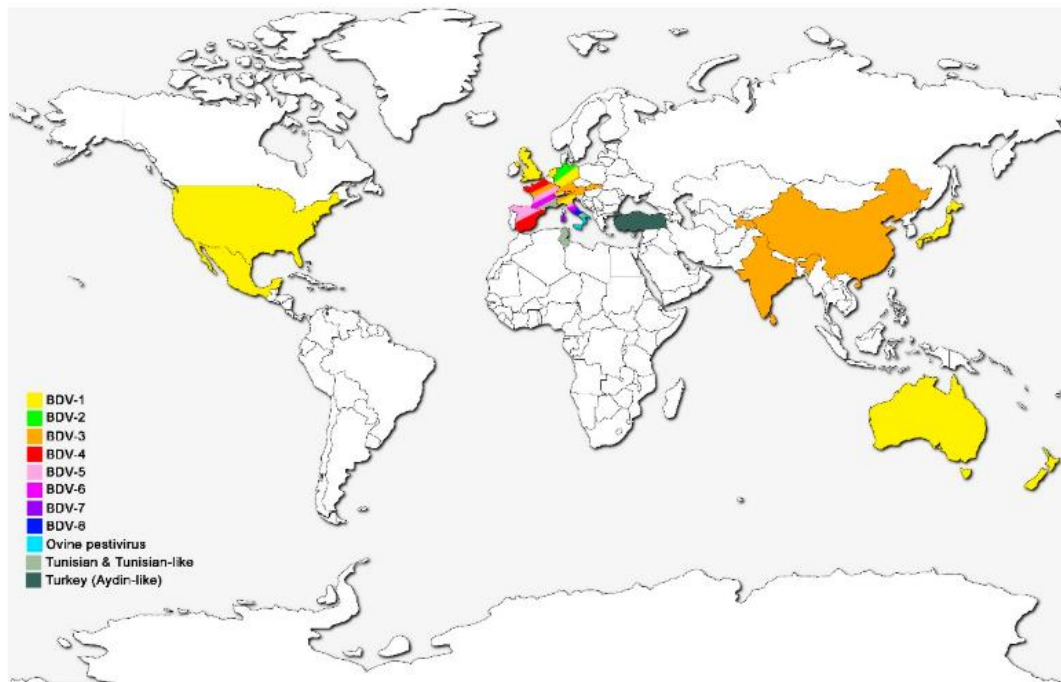 BDV-1
BDV-2
BDV-3
BDV-4
BDV-5
BDV-6
BDV-7
BDV-8
Ovine pestivirus
Tunisian & Tunisian-like
Turkey (Aydin-like)